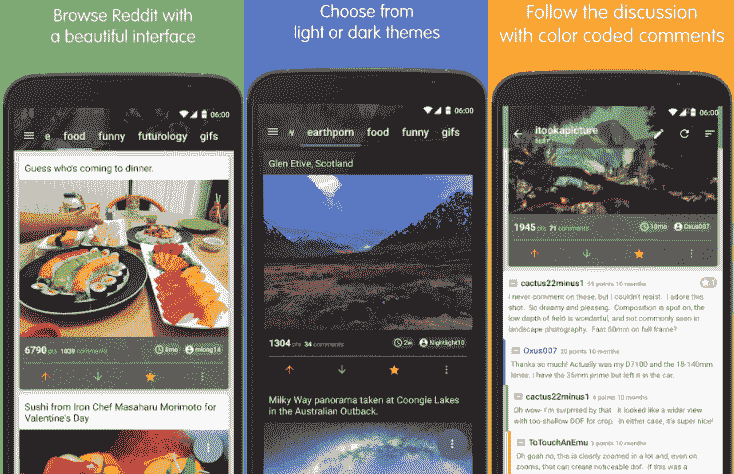 Browse Reddit with
a beautiful interface
06:00
e food funny futurology gifs
Guess who's coming to dinner.
6790 pts 1039 comments
Sushi from Iron Chef Masaharu Morimoto for
Valentine's Day
Choose from
light or dark themes
06:00
earthporn food funny gifs
Glen Etive, Scotland
1304 pts 34 comments 2w Nightlight10
Milky Way panorama taken at Coongie Lakes
in the Australian Outback.
Follow the discussion
with color coded comments
06:00
itookapicture
1945 pts 71 comments 10mo Oxus007
cactus22minus1 points 10 months
I never comment on these, but I couldn't resist. I adore this
shot. So dreamy and pleasing. Composition is spot on, the
low depth of field is wonderful, and not commonly seen in
landscape photography. Fast 50mm on full frame?
Oxus007 points 10 months
Thanks so much! Actually was my D7100 and the 18-140mm
lense. I have the 35mm prime but left it in the car.
cactus22minus1 points 10 months
Oh wow- I'm surprised by that. It looked like a wider view
with too shallow DOF for crop. In either case, it's super nice!
ToTouchAnEmu points 10 months
Oh gosh no, this is clearly zoomed in a lot and, even on
zooms, that can create noticeable dof. If this was a